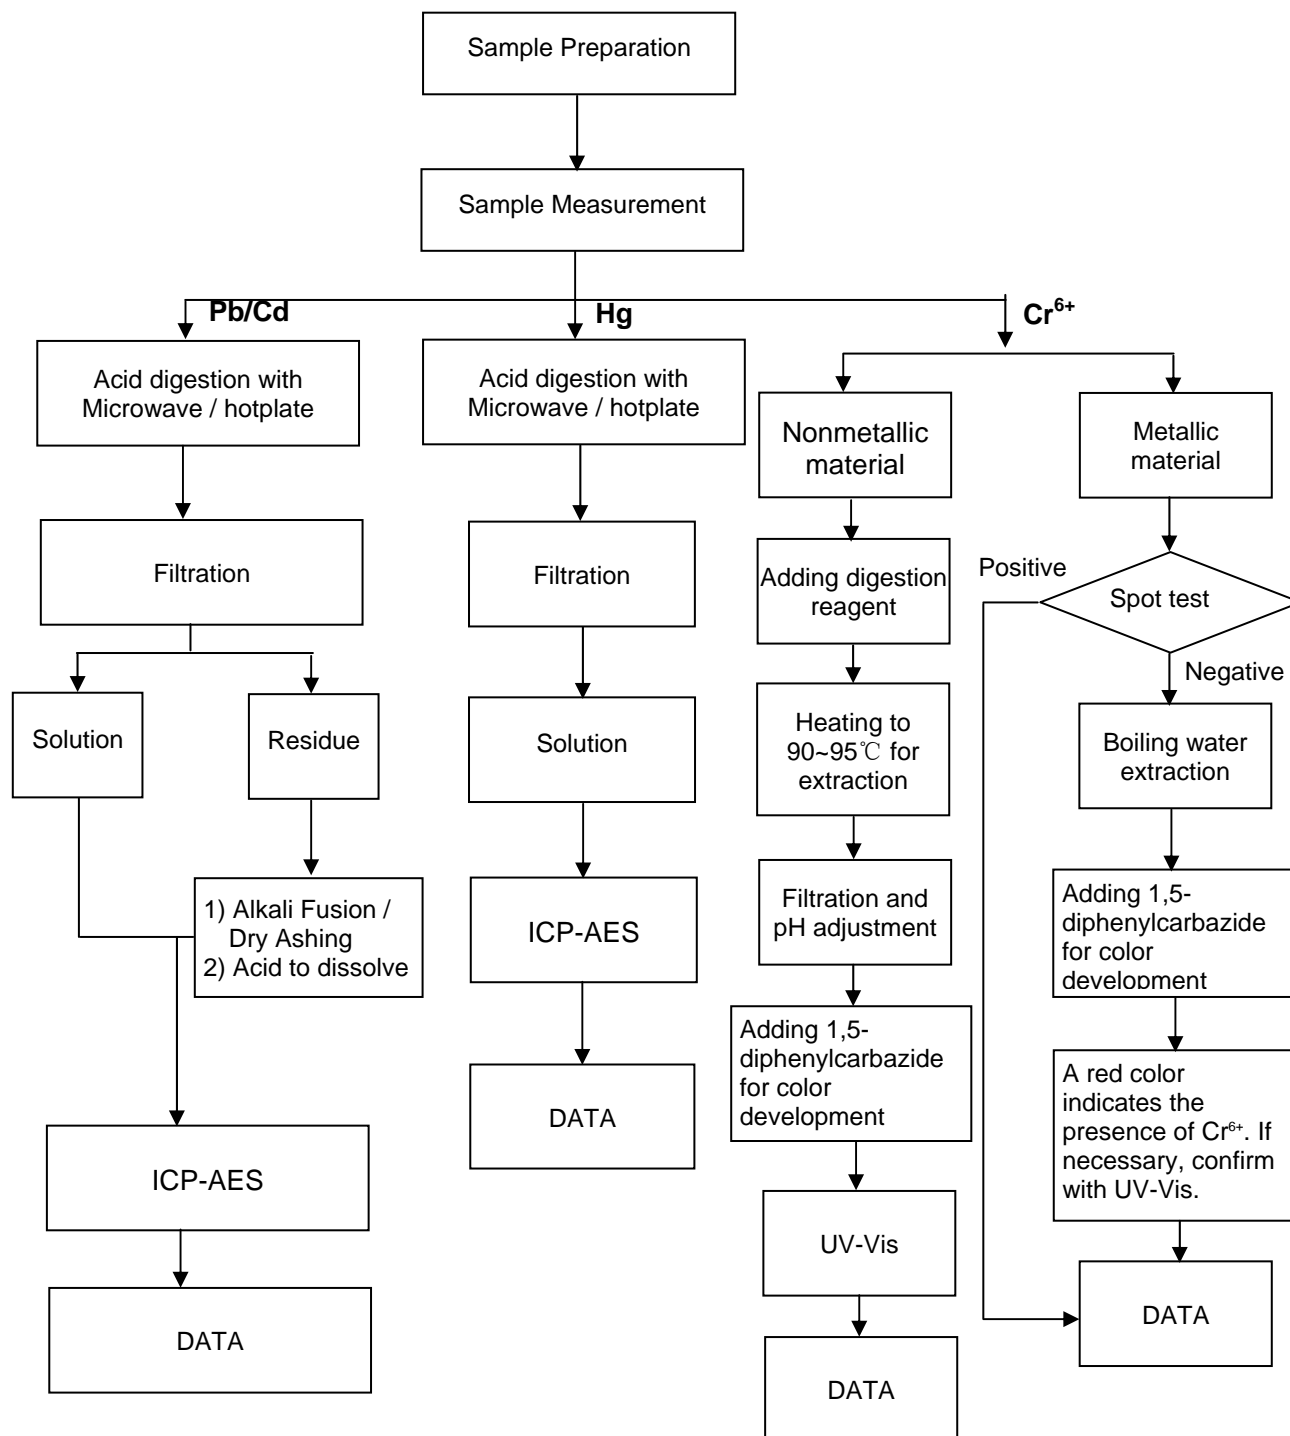 Sample Preparation
Sample Measurement
Pb/Cd
Hg
Cr6+
Acid digestion with
Microwave / hotplate
Filtration
Solution
Residue
1) Alkali Fusion /
Dry Ashing
2) Acid to dissolve
ICP-AES
DATA
Acid digestion with
Microwave / hotplate
Filtration
Solution
ICP-AES
DATA
Nonmetallic
material
Adding digestion
reagent
Heating to
90~95℃ for
extraction
Filtration and
pH adjustment
Adding 1,5-
diphenylcarbazide
for color
development
UV-Vis
DATA
Metallic
material
Positive
Spot test
Negative
Boiling water
extraction
Adding 1,5-
diphenylcarbazide
for color
development
A red color
indicates the
presence of Cr6+. If
necessary, confirm
with UV-Vis.
DATA